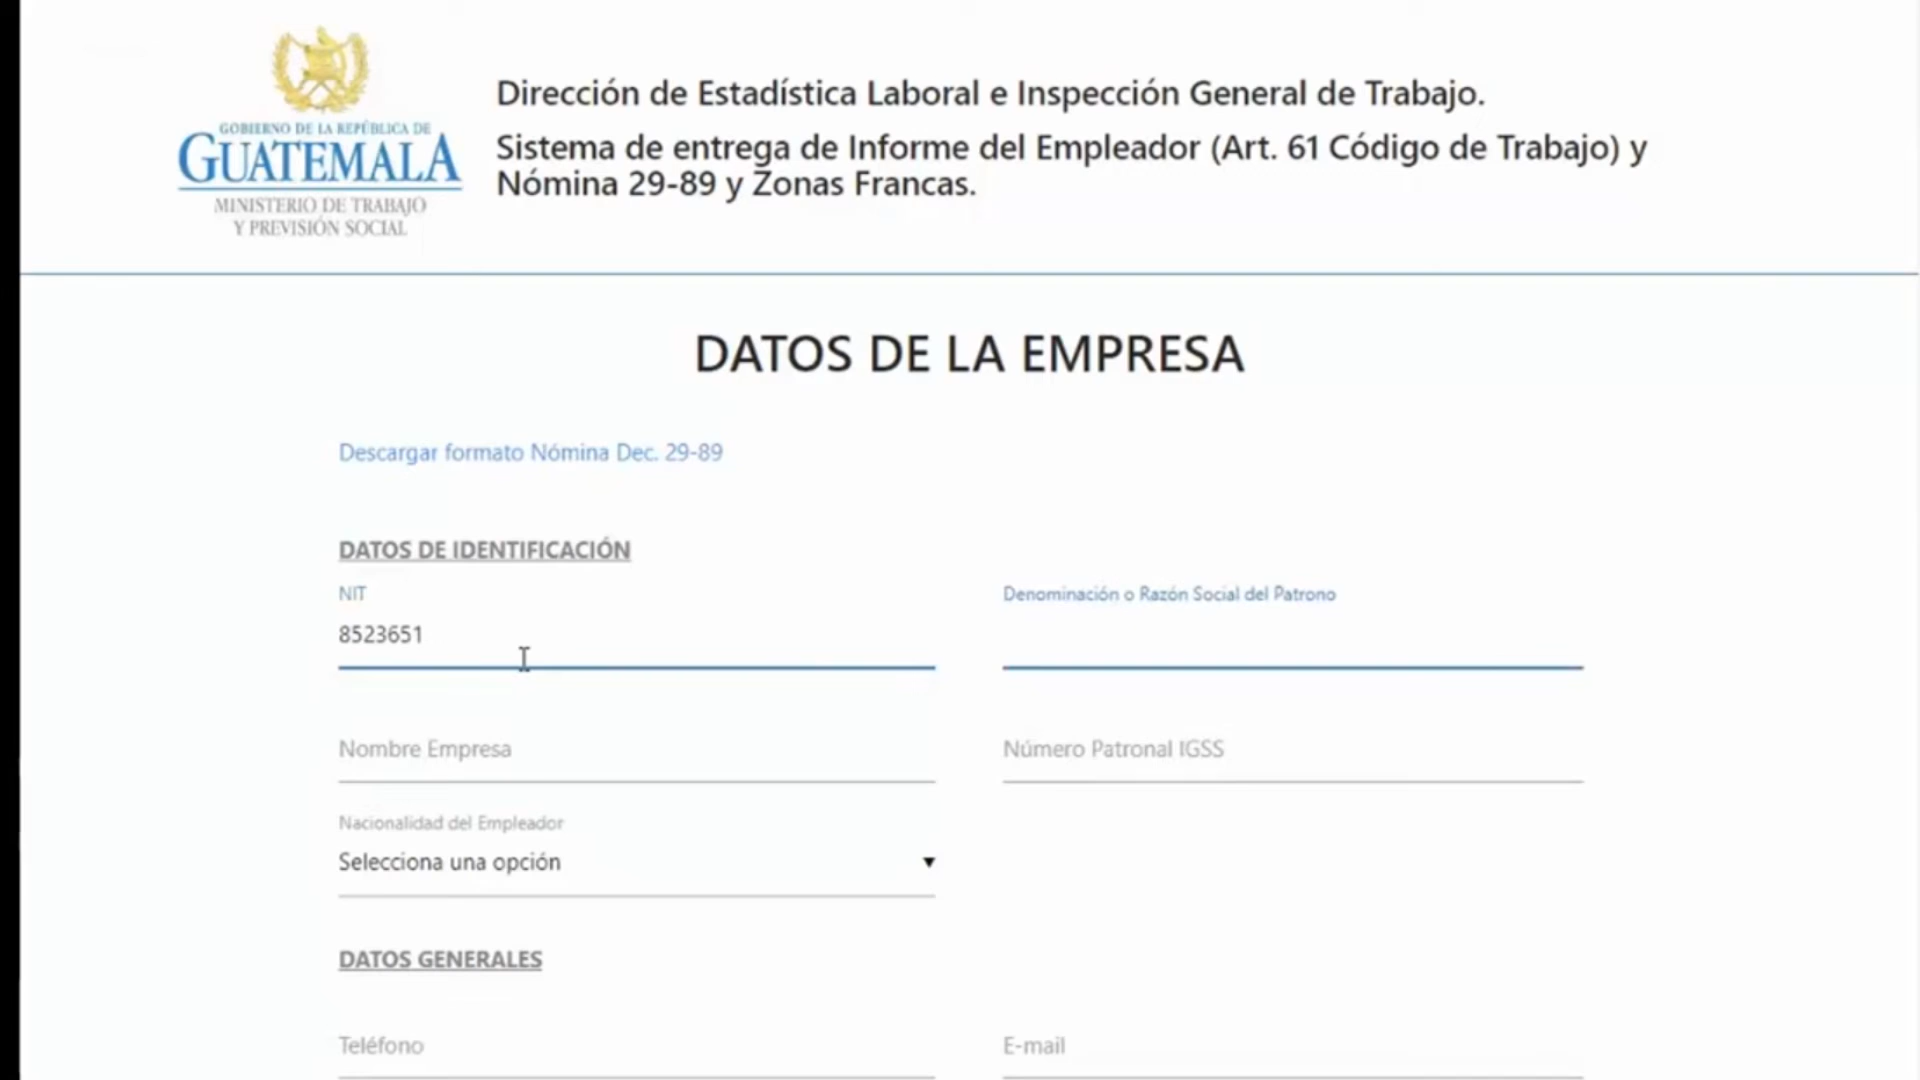 GOBIERNO DE LA REPÚBLICA DE
GUATEMALA
MINISTERIO DE TRABAJO
Y PREVISIÓN SOCIAL
Dirección de Estadística Laboral e Inspección General de Trabajo.
Sistema de entrega de Informe del Empleador (Art. 61 Código de Trabajo) y
Nómina 29-89 y Zonas Francas.
DATOS DE LA EMPRESA
Descargar formato Nómina Dec. 29-89
DATOS DE IDENTIFICACIÓN
NIT
8523651
Denominación o Razón Social del Patrono
Nombre Empresa
Número Patronal IGSS
Nacionalidad del Empleador
Selecciona una opción
DATOS GENERALES
Teléfono
E-mail